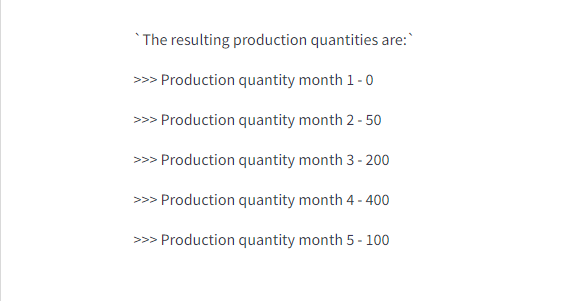 `The resulting production quantities are:`
>>> Production quantity month 1 - 0
>>> Production quantity month 2 - 50
>>> Production quantity month 3 - 200
>>> Production quantity month 4 - 400
>>> Production quantity month 5 - 100